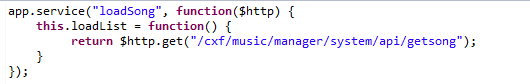 app.service("loadSong", function($http) {
    this.loadList = function() {
        return $http.get("/cxf/music/manager/system/api/getsong");
    }
});